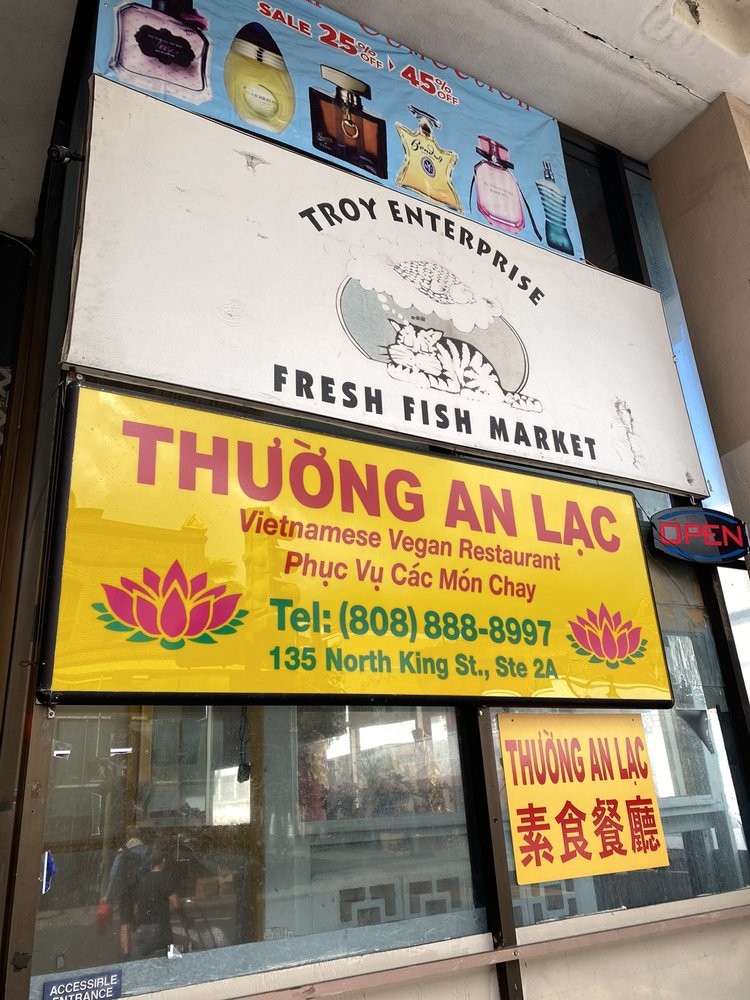 SALE 25% OFF 45% OFF
Collection
TROY ENTERPRISE
FRESH FISH MARKET
THƯỜNG AN LẠC
Vietnamese Vegan Restaurant
Phục Vụ Các Món Chay
Tel: (808) 888-8997
135 North King St., Ste 2A
OPEN
THƯỜNG AN LẠC
素食餐廳
ACCESSIBLE
ENTRANCE